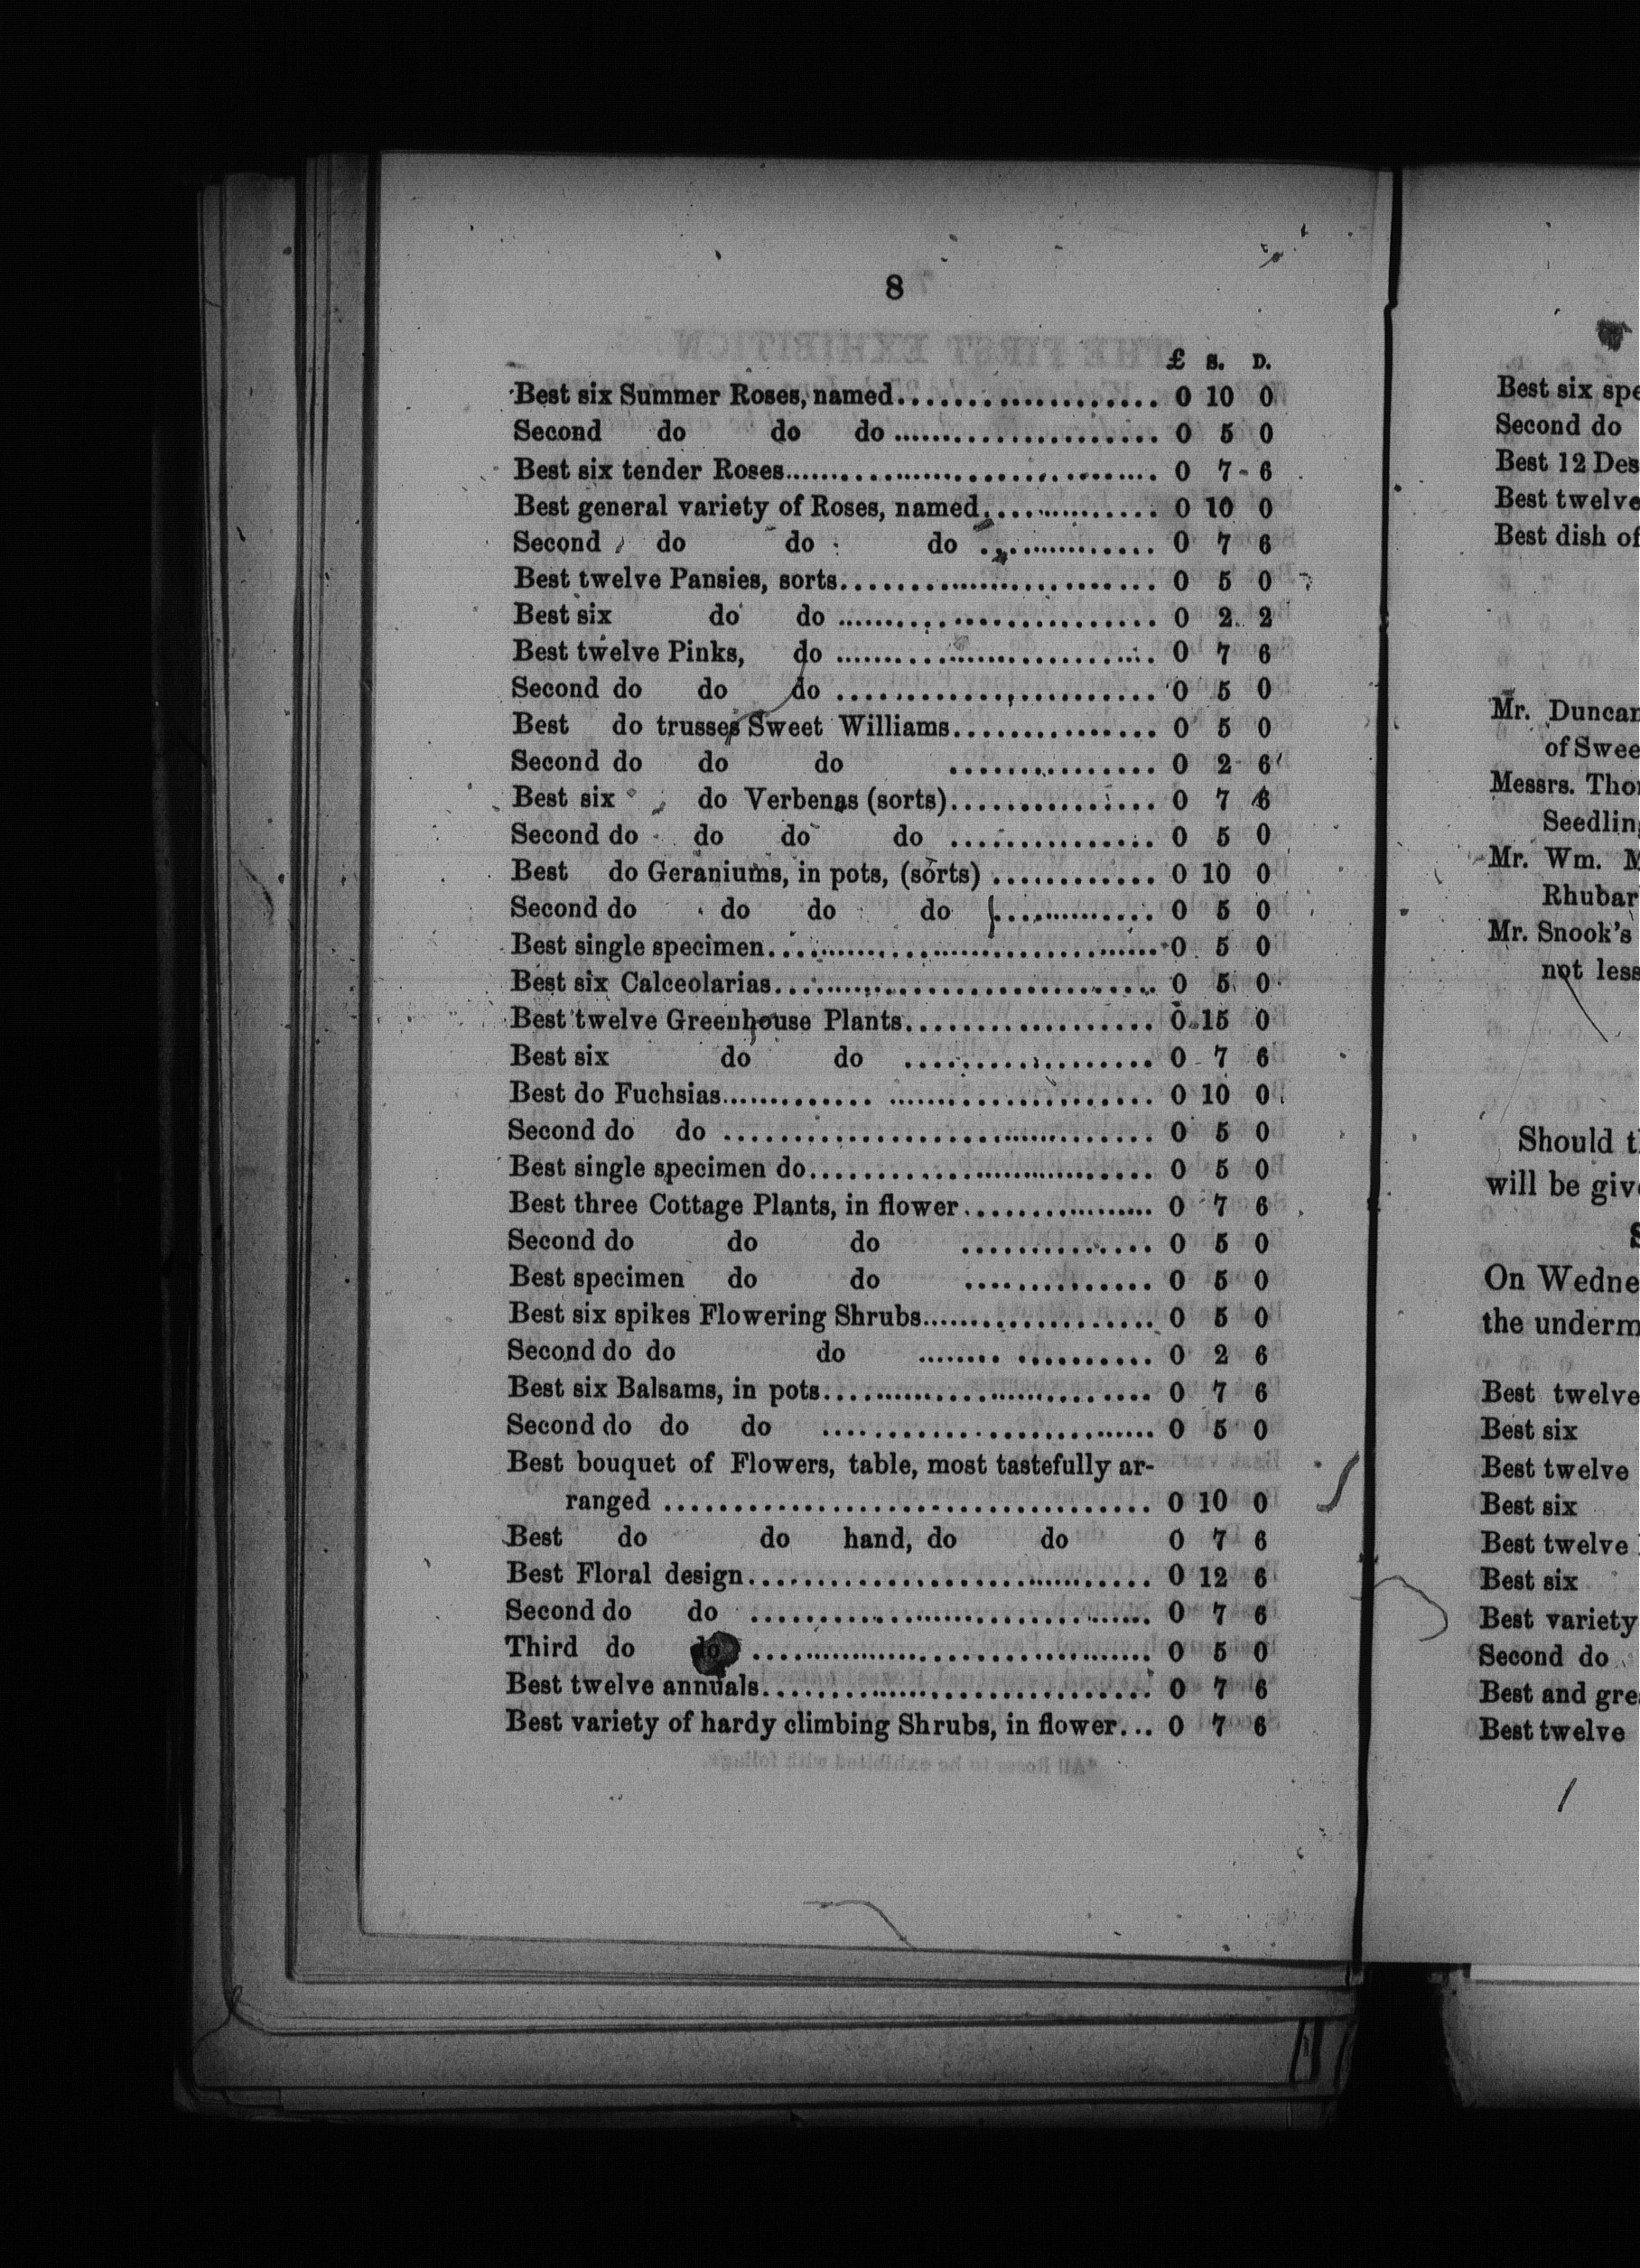 8
£ S. D.
Best six Summer Roses, named.................... 0 10 0
Second do do do...................... 0 5 0
Best six tender Roses.............................. 0 7 6
Best general variety of Roses, named............... 0 10 0
Second do do do ............... 0 7 6
Best twelve Pansies, sorts......................... 0 5 0
Best six do do ......................... 0 2 2
Best twelve Pinks, do ......................... 0 7 6
Second do do do ......................... 0 5 0
Best do trusses Sweet Williams................ 0 5 0
Second do do do ................ 0 2 6
Best six do Verbenas (sorts)................ 0 7 6
Second do do do do ................ 0 5 0
Best do Geraniums, in pots, (sorts) ............ 0 10 0
Second do do do do ............ 0 5 0
Best single specimen............................... 0 5 0
Best six Calceolarias.............................. 0 5 0
Best twelve Greenhouse Plants................... 0 15 0
Best six do do ................... 0 7 6
Best do Fuchsias............. .................... 0 10 0
Second do do ................................ 0 5 0
Best single specimen do.......................... 0 5 0
Best three Cottage Plants, in flower............... 0 7 6
Second do do do ............... 0 5 0
Best specimen do do ............... 0 5 0
Best six spikes Flowering Shrubs................... 0 5 0
Second do do do ........ .......... 0 2 6
Best six Balsams, in pots......................... 0 7 6
Second do do do ......................... 0 5 0
Best bouquet of Flowers, table, most tastefully ar-
ranged .................................... 0 10 0
Best do do hand, do do 0 7 6
Best Floral design............................... 0 12 6
Second do do .............................. 0 7 6
Third do do .............................. 0 5 0
Best twelve annuals.............................. 0 7 6
Best variety of hardy climbing Shrubs, in flower... 0 7 6
Best six spe
Second do
Best 12 Des
Best twelve
Best dish of
Mr. Duncan
of Swee
Messrs. Thor
Seedling
Mr. Wm. M
Rhubar
Mr. Snook's
not less
Should t
will be giv
S
On Wedne
the underm
Best twelve
Best six
Best twelve
Best six
Best twelve
Best six
Best variety
Second do
Best and gre
Best twelve